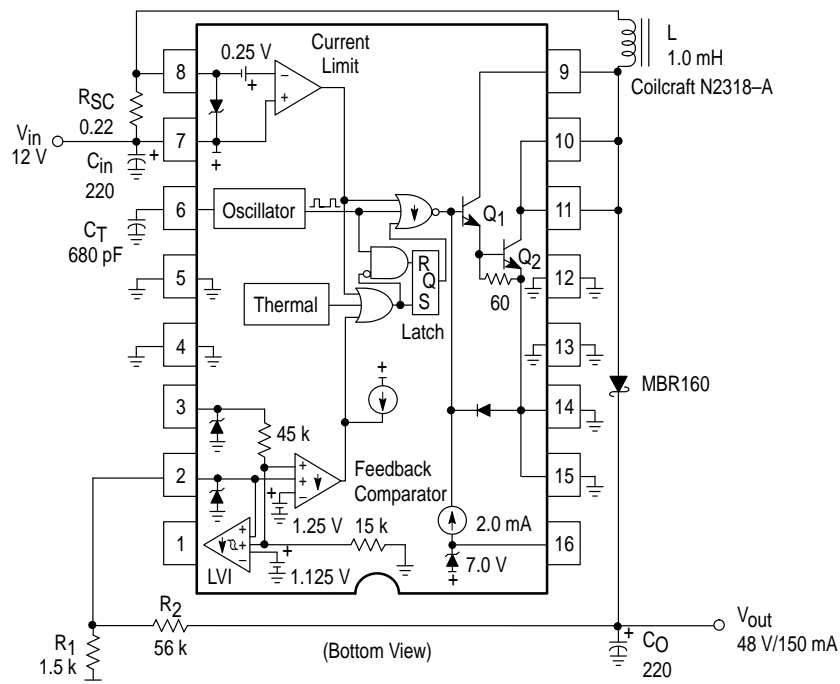 0.25 V
Current
Limit
L
1.0 mH
Coilcraft N2318–A
8
9
RSC
0.22
Vin
12 V
7
10
Cin
220
6
Oscillator
Q1
11
CT
680 pF
R
Q
S
Q2
5
60
12
Thermal
Latch
4
13
MBR160
3
45 k
14
2
Feedback
Comparator
15
1
1.25 V
15 k
2.0 mA
16
LVI
1.125 V
7.0 V
R2
56 k
R1
1.5 k
(Bottom View)
Vout
48 V/150 mA
CO
220